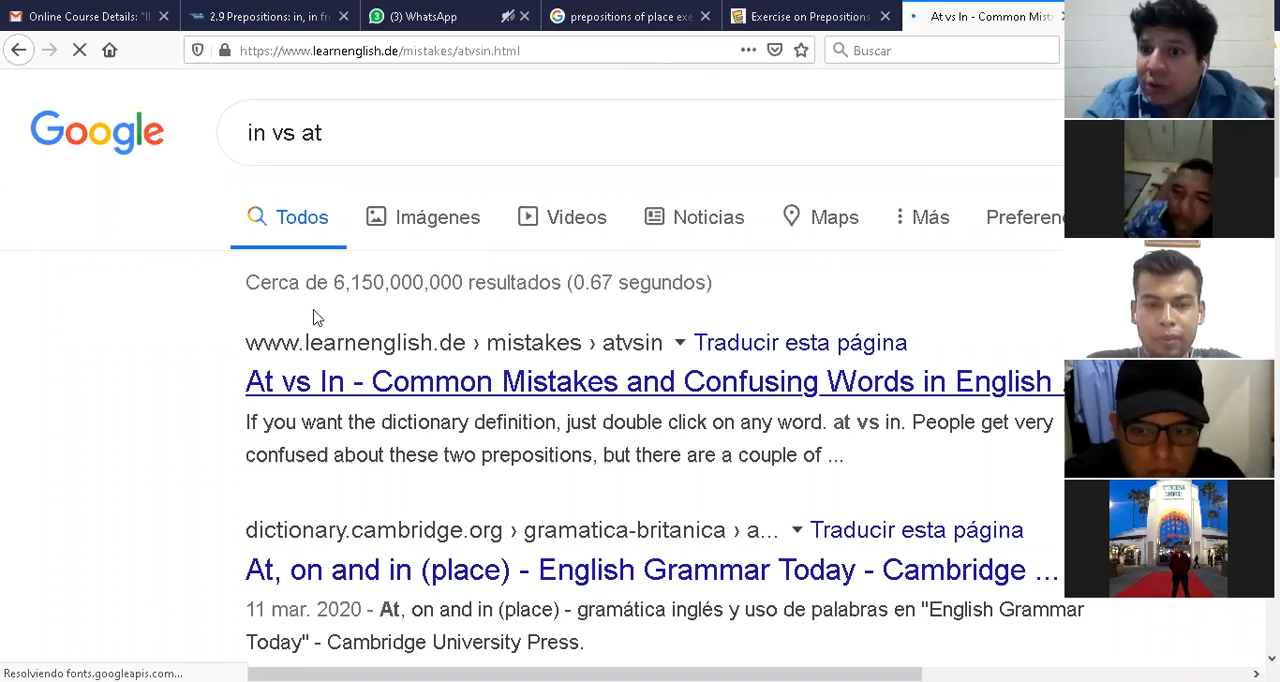 Online Course Details: "I
2.9 Prepositions: in, in fr
(3) WhatsApp
prepositions of place exe
Exercise on Prepositions
At vs In - Common Mist
https://www.learnenglish.de/mistakes/atvsin.html
Buscar
Google
in vs at
Todos
Imágenes
Videos
Noticias
Maps
Más
Preferen
Cerca de 6,150,000,000 resultados (0.67 segundos)
www.learnenglish.de › mistakes › atvsin
Traducir esta página
At vs In - Common Mistakes and Confusing Words in English
If you want the dictionary definition, just double click on any word. at vs in. People get very
confused about these two prepositions, but there are a couple of ...
dictionary.cambridge.org › gramatica-britanica › a...
Traducir esta página
At, on and in (place) - English Grammar Today - Cambridge ...
11 mar. 2020 - At, on and in (place) - gramática inglés y uso de palabras en "English Grammar
Today" - Cambridge University Press.
Resolviendo fonts.googleapis.com...